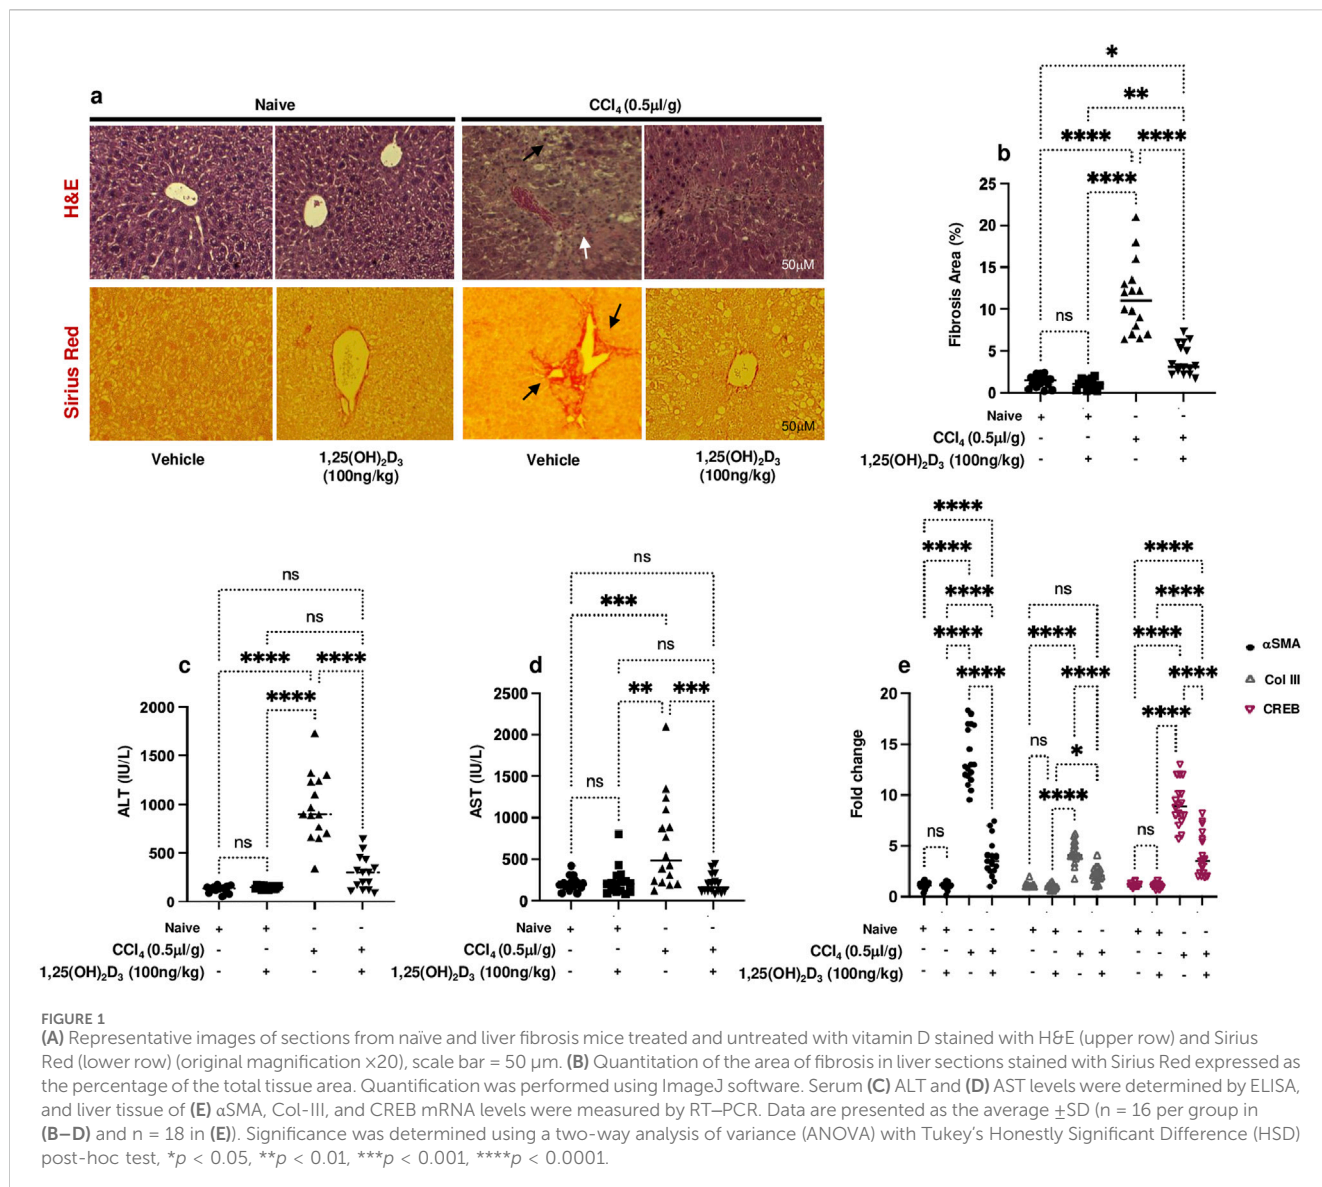 a
Naive
CCl₄ (0.5µl/g)
H&E
50µM
Sirius Red
50µM
Vehicle
1,25(OH)₂D₃
(100ng/kg)
Vehicle
1,25(OH)₂D₃
(100ng/kg)
b
*
**
**** ****
****
ns
Fibrosis Area (%)
25
20
15
10
5
0
Naive + + - -
CCl₄ (0.5µl/g) - - + +
1,25(OH)₂D₃ (100ng/kg) - + - +
c
ns
ns
**** ****
****
ns
ALT (IU/L)
2000
1500
1000
500
0
Naive + + - -
CCl₄ (0.5µl/g) - - + +
1,25(OH)₂D₃ (100ng/kg) - + - +
d
ns
***
ns
** ***
ns
AST (IU/L)
2500
2000
1500
1000
500
0
Naive + + - -
CCl₄ (0.5µl/g) - - + +
1,25(OH)₂D₃ (100ng/kg) - + - +
e
****
****
****
****
****
ns
ns
****
****
ns
*
****
****
****
****
****
****
ns
αSMA
Col III
CREB
Fold change
20
15
10
5
0
Naive + + - - + + - - + + - -
CCl₄ (0.5µl/g) - - + + - - + + - - + +
1,25(OH)₂D₃ (100ng/kg) - + - + - + - + - + - +
FIGURE 1
(A) Representative images of sections from naïve and liver fibrosis mice treated and untreated with vitamin D stained with H&E (upper row) and Sirius
Red (lower row) (original magnification ×20), scale bar = 50 µm. (B) Quantitation of the area of fibrosis in liver sections stained with Sirius Red expressed as
the percentage of the total tissue area. Quantification was performed using ImageJ software. Serum (C) ALT and (D) AST levels were determined by ELISA,
and liver tissue of (E) αSMA, Col-III, and CREB mRNA levels were measured by RT–PCR. Data are presented as the average ±SD (n = 16 per group in
(B–D) and n = 18 in (E)). Significance was determined using a two-way analysis of variance (ANOVA) with Tukey's Honestly Significant Difference (HSD)
post-hoc test, *p < 0.05, **p < 0.01, ***p < 0.001, ****p < 0.0001.